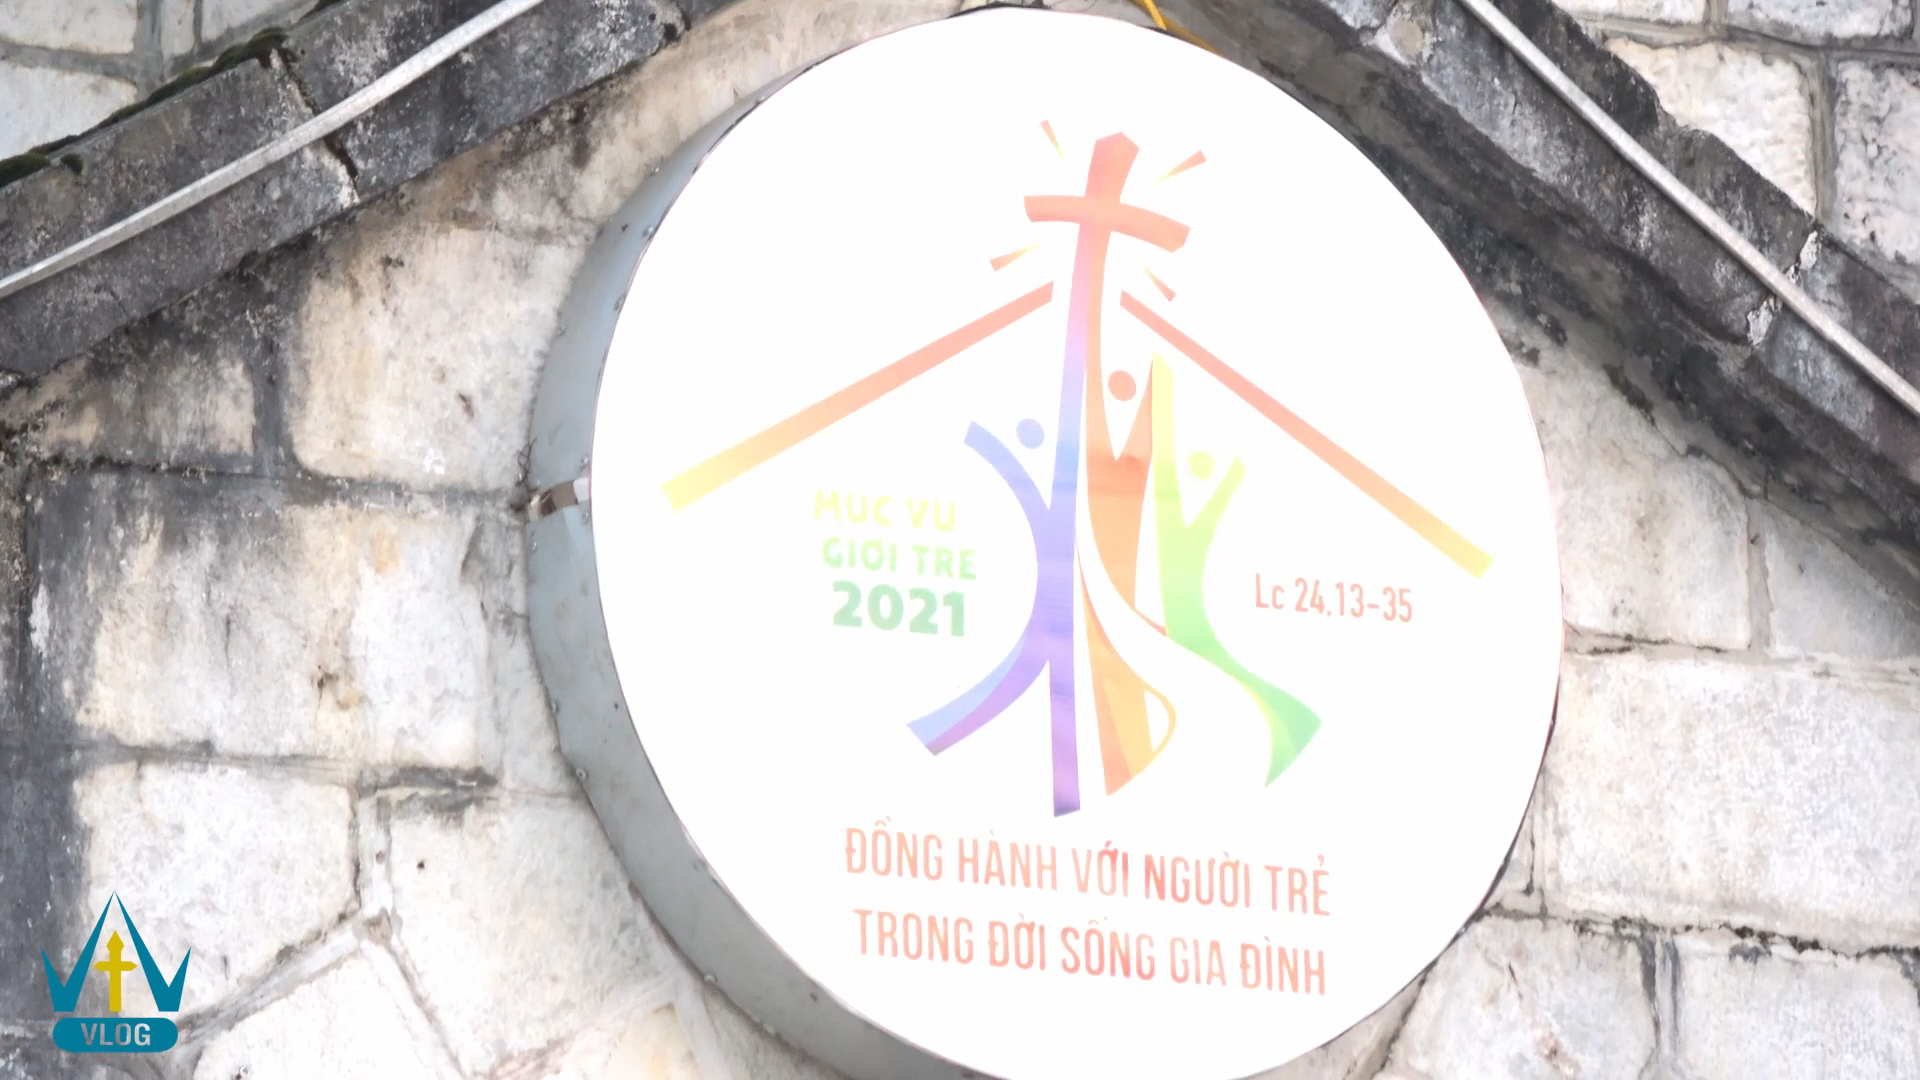 MỤC VỤ
GIỚI TRẺ
2021
Lc 24,13-35
ĐỒNG HÀNH VỚI NGƯỜI TRẺ
TRONG ĐỜI SỐNG GIA ĐÌNH
VLOG